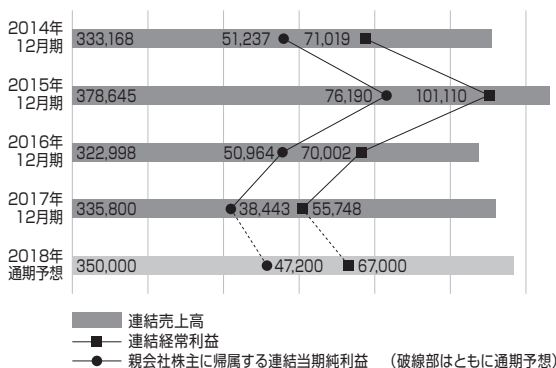 2014年
12月期
333,168 51,237 71,019
2015年
12月期
378,645 76,190 101,110
2016年
12月期
322,998 50,964 70,002
2017年
12月期
335,800 38,443 55,748
2018年
通期予想
350,000 47,200 67,000
連結売上高
連結経常利益
親会社株主に帰属する連結当期純利益 (破線部はともに通期予想)